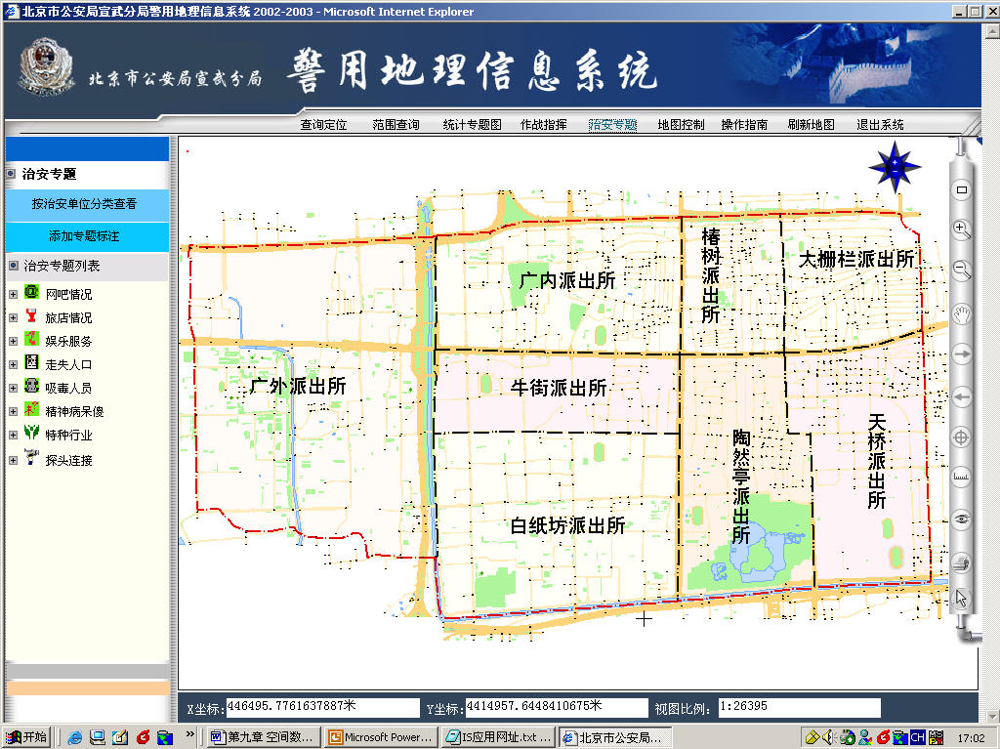 北京市公安局宣武分局警用地理信息系统 2002-2003 - Microsoft Internet Explorer
北京市公安局宣武分局 警用地理信息系统
查询定位 范围查询 统计专题图 作战指挥 治安专题 地图控制 操作指南 刷新地图 退出系统
治安专题
按治安单位分类查看
添加专题标注
治安专题列表
网吧情况
旅店情况
娱乐服务
走失人口
吸毒人员
精神病呆傻
特种行业
探头连接
椿树派出所
大栅栏派出所
广内派出所
广外派出所
牛街派出所
天桥派出所
陶然亭派出所
白纸坊派出所
X坐标: 446495.7761637887米 Y坐标: 4414957.6448410675米 视图比例: 1:26395
开始 » 第九章 空间数... Microsoft Power... IS应用网址.txt ... 北京市公安局... CH 17:02